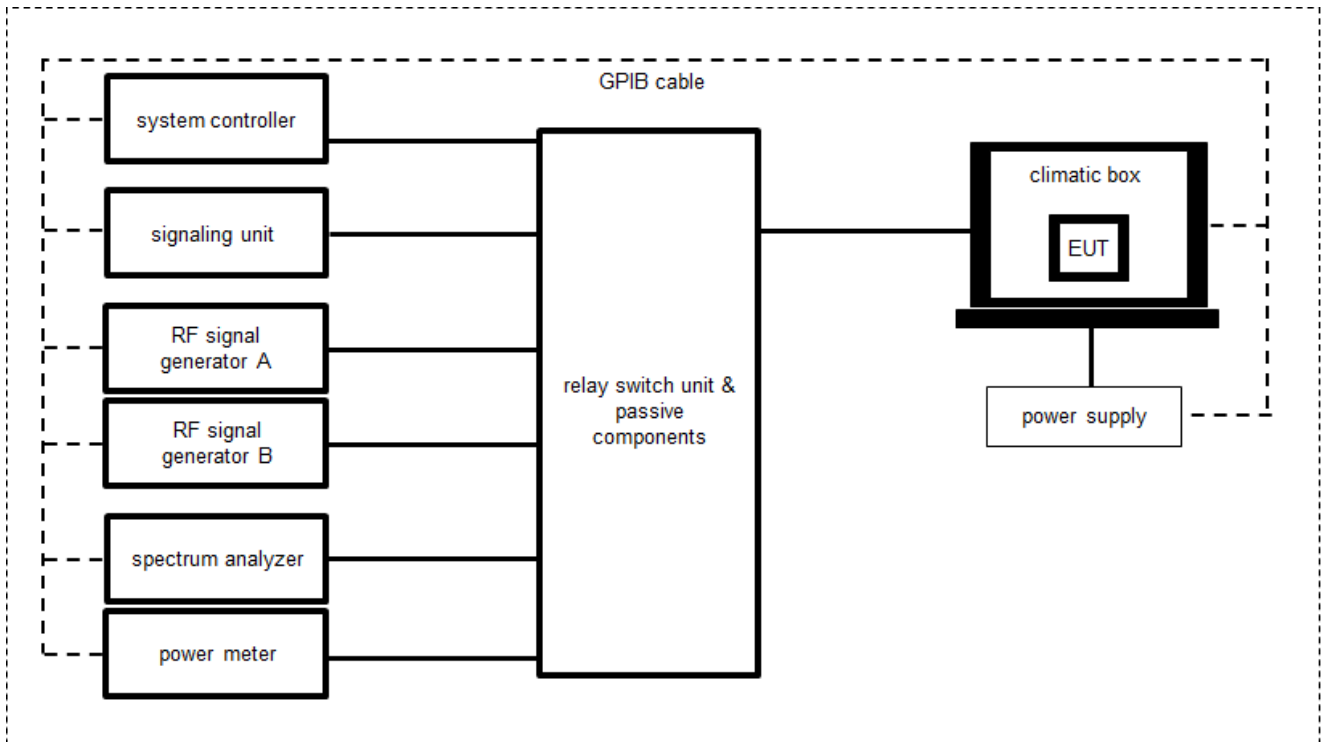 GPIB cable
system controller
signaling unit
RF signal
generator A
RF signal
generator B
spectrum analyzer
power meter
relay switch unit &
passive
components
climatic box
EUT
power supply